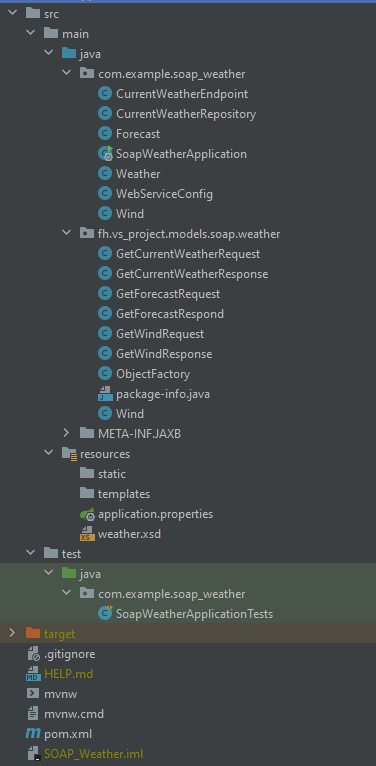 src
main
java
com.example.soap_weather
CurrentWeatherEndpoint
CurrentWeatherRepository
Forecast
SoapWeatherApplication
Weather
WebServiceConfig
Wind
fh.vs_project.models.soap.weather
GetCurrentWeatherRequest
GetCurrentWeatherResponse
GetForecastRequest
GetForecastRespond
GetWindRequest
GetWindResponse
ObjectFactory
package-info.java
Wind
META-INF.JAXB
resources
static
templates
application.properties
weather.xsd
test
java
com.example.soap_weather
SoapWeatherApplicationTests
target
.gitignore
HELP.md
mvnw
mvnw.cmd
pom.xml
SOAP_Weather.iml